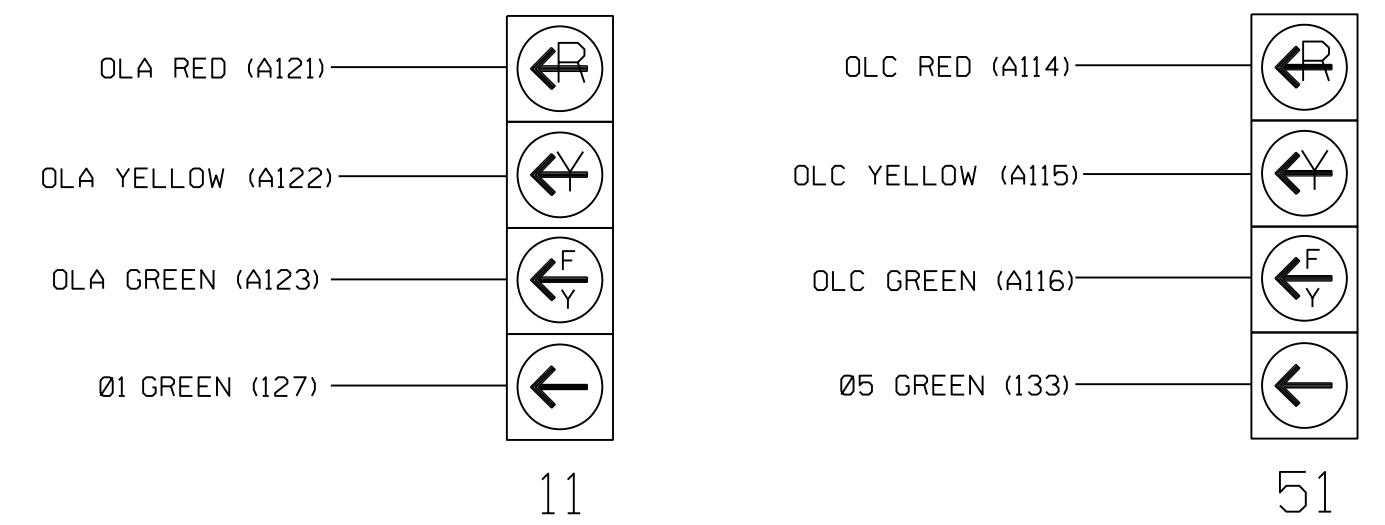 OLA RED (A121)
R
OLA YELLOW (A122)
Y
OLA GREEN (A123)
F
Y
Ø1 GREEN (127)
11
OLC RED (A114)
R
OLC YELLOW (A115)
Y
OLC GREEN (A116)
F
Y
Ø5 GREEN (133)
51